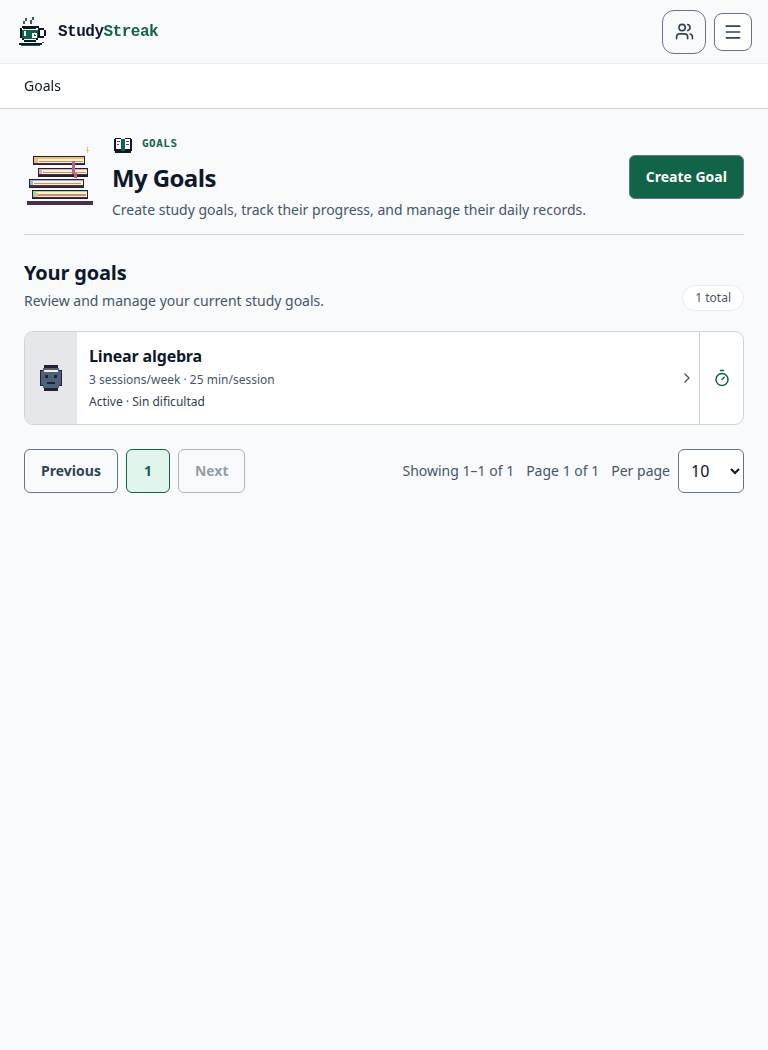 StudyStreak
Goals
GOALS
My Goals
Create study goals, track their progress, and manage their daily records.
Create Goal
Your goals
Review and manage your current study goals.
1 total
Linear algebra
3 sessions/week · 25 min/session
Active · Sin dificultad
Previous 1 Next Showing 1–1 of 1 Page 1 of 1 Per page 10